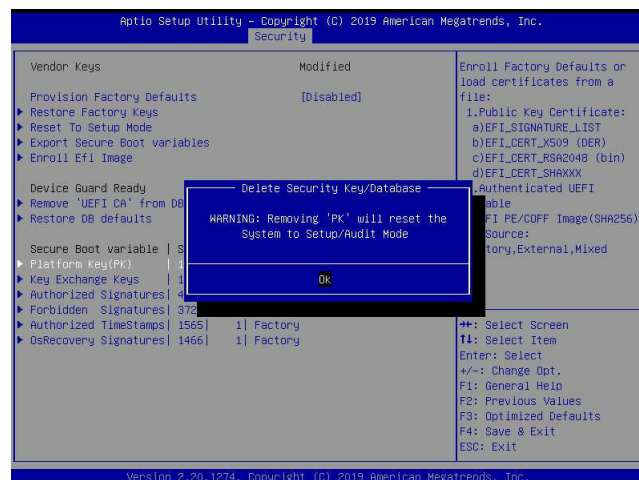 Aptio Setup Utility – Copyright (C) 2019 American Megatrends, Inc.
Security
Vendor Keys Modified
Provision Factory Defaults [Disabled]
Restore Factory Keys
Reset To Setup Mode
Export Secure Boot variables
Enroll Efi Image
Device Guard Ready
Remove 'UEFI CA' from DB
Restore DB defaults
Secure Boot variable | S
Platform Key(PK) | 1
Key Exchange Keys | 1
Authorized Signatures| 4
Forbidden Signatures| 372
Authorized TimeStamps| 1565| 1| Factory
OsRecovery Signatures| 1466| 1| Factory
Delete Security Key/Database
WARNING: Removing 'PK' will reset the
System to Setup/Audit Mode
Ok
Enroll Factory Defaults or
load certificates from a
file:
1.Public Key Certificate:
a)EFI_SIGNATURE_LIST
b)EFI_CERT_X509 (DER)
c)EFI_CERT_RSA2048 (bin)
d)EFI_CERT_SHAXXX
.Authenticated UEFI
able
FI PE/COFF Image(SHA256)
Source:
tory,External,Mixed
→←: Select Screen
↑↓: Select Item
Enter: Select
+/-: Change Opt.
F1: General Help
F2: Previous Values
F3: Optimized Defaults
F4: Save & Exit
ESC: Exit
Version 2.20.1274. Copyright (C) 2019 American Megatrends, Inc.